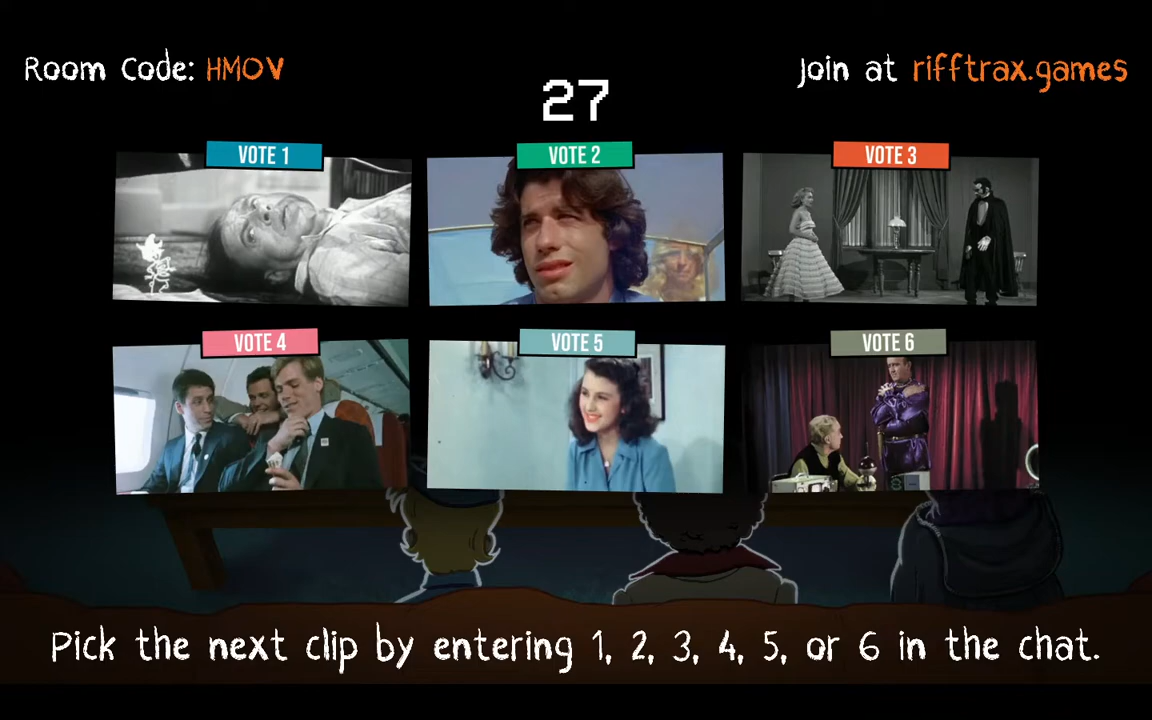 Room Code: HMOV
Join at rifftrax.games
27
VOTE 1
VOTE 2
VOTE 3
VOTE 4
VOTE 5
VOTE 6
Pick the next clip by entering 1, 2, 3, 4, 5, or 6 in the chat.